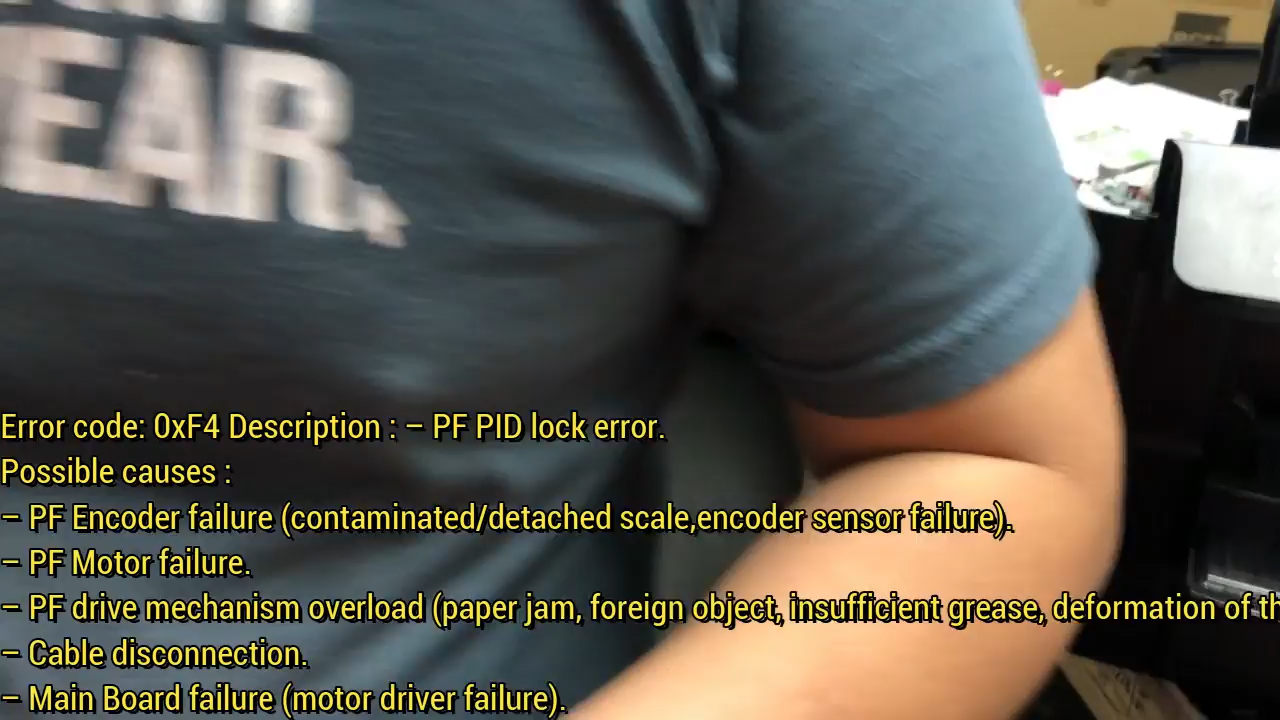 EAR.
Error code: 0xF4 Description : – PF PID lock error.
Possible causes :
– PF Encoder failure (contaminated/detached scale,encoder sensor failure).
– PF Motor failure.
– PF drive mechanism overload (paper jam, foreign object, insufficient grease, deformation of
– Cable disconnection.
– Main Board failure (motor driver failure).